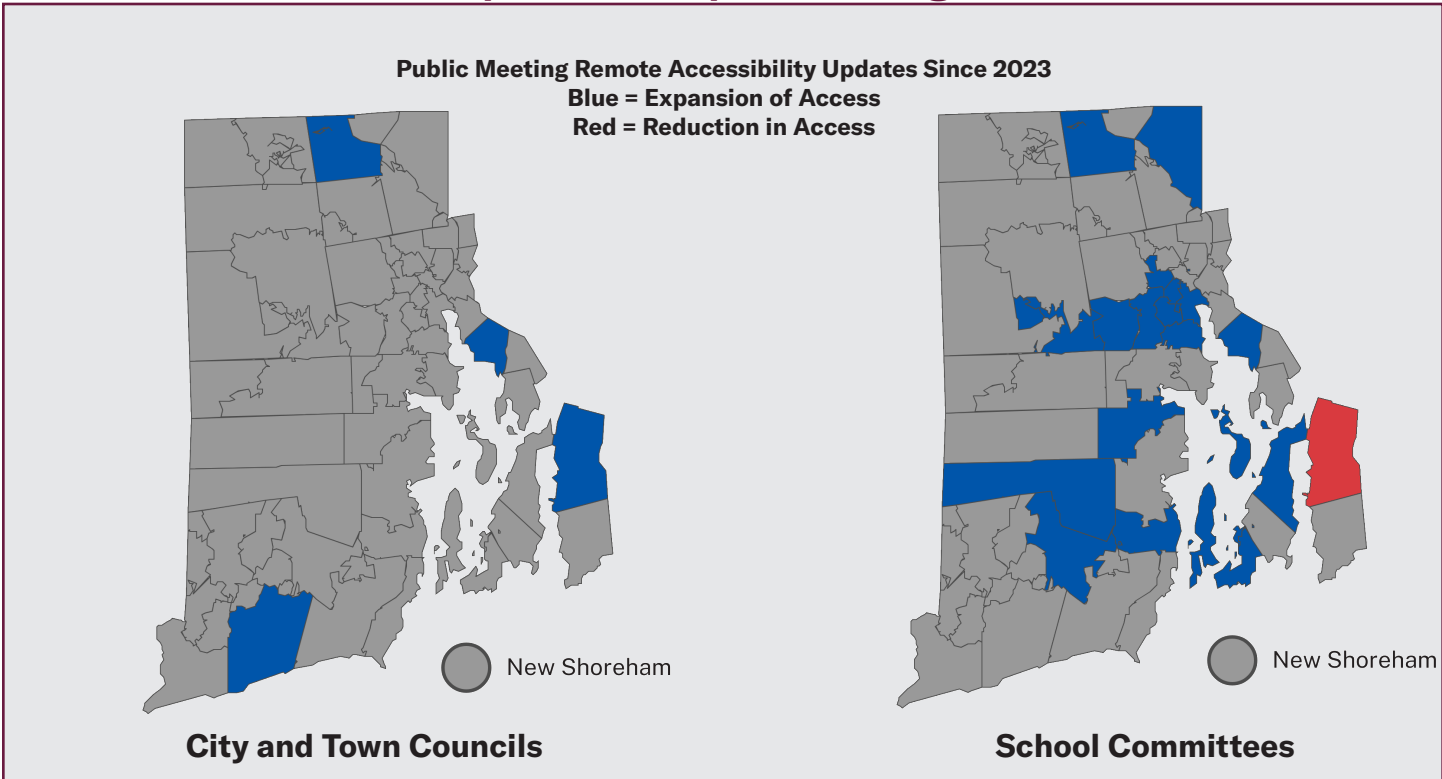 Public Meeting Remote Accessibility Updates Since 2023
Blue = Expansion of Access
Red = Reduction in Access
New Shoreham
New Shoreham
City and Town Councils
School Committees